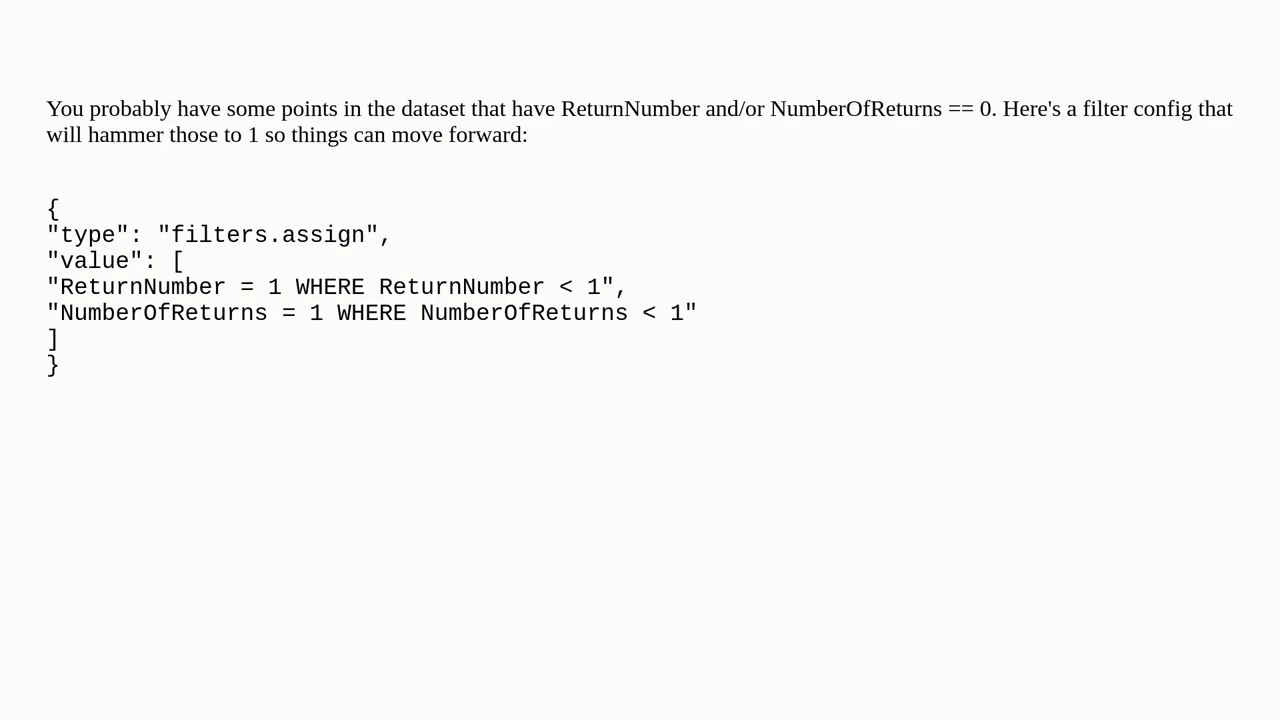 You probably have some points in the dataset that have ReturnNumber and/or NumberOfReturns == 0. Here's a filter config that
will hammer those to 1 so things can move forward:
{
"type": "filters.assign",
"value": [
"ReturnNumber = 1 WHERE ReturnNumber < 1",
"NumberOfReturns = 1 WHERE NumberOfReturns < 1"
]
}